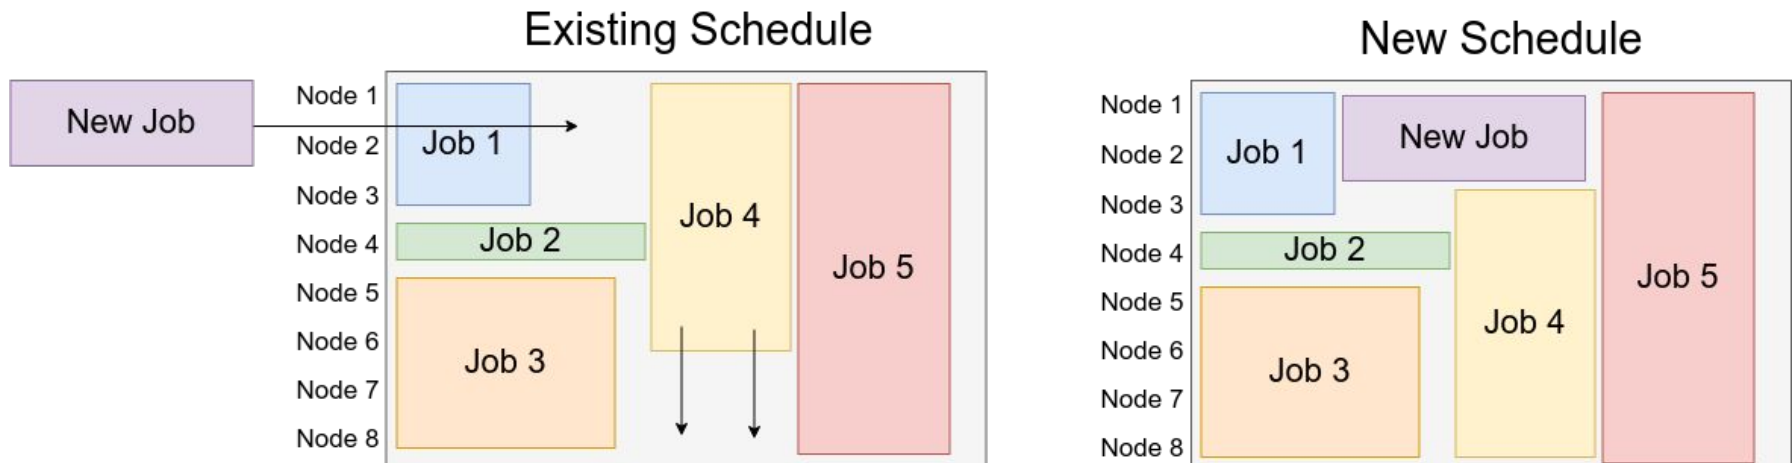 Existing Schedule
New Schedule
New Job
Node 1
Node 2
Node 3
Node 4
Node 5
Node 6
Node 7
Node 8
Job 1
Job 2
Job 3
Job 4
Job 5
Node 1
Node 2
Node 3
Node 4
Node 5
Node 6
Node 7
Node 8
Job 1
New Job
Job 2
Job 3
Job 4
Job 5